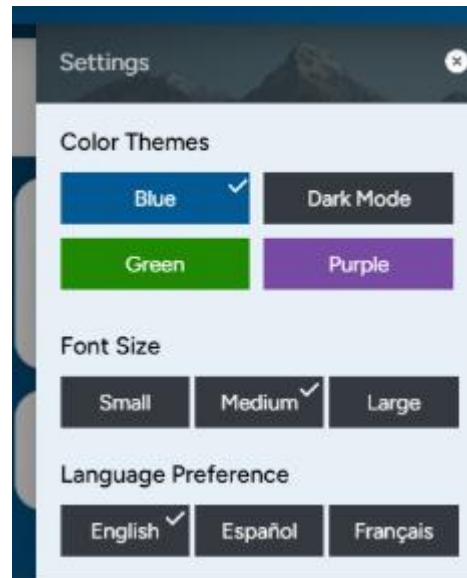 Settings
Color Themes
Blue Dark Mode
Green Purple
Font Size
Small Medium Large
Language Preference
English Español Français